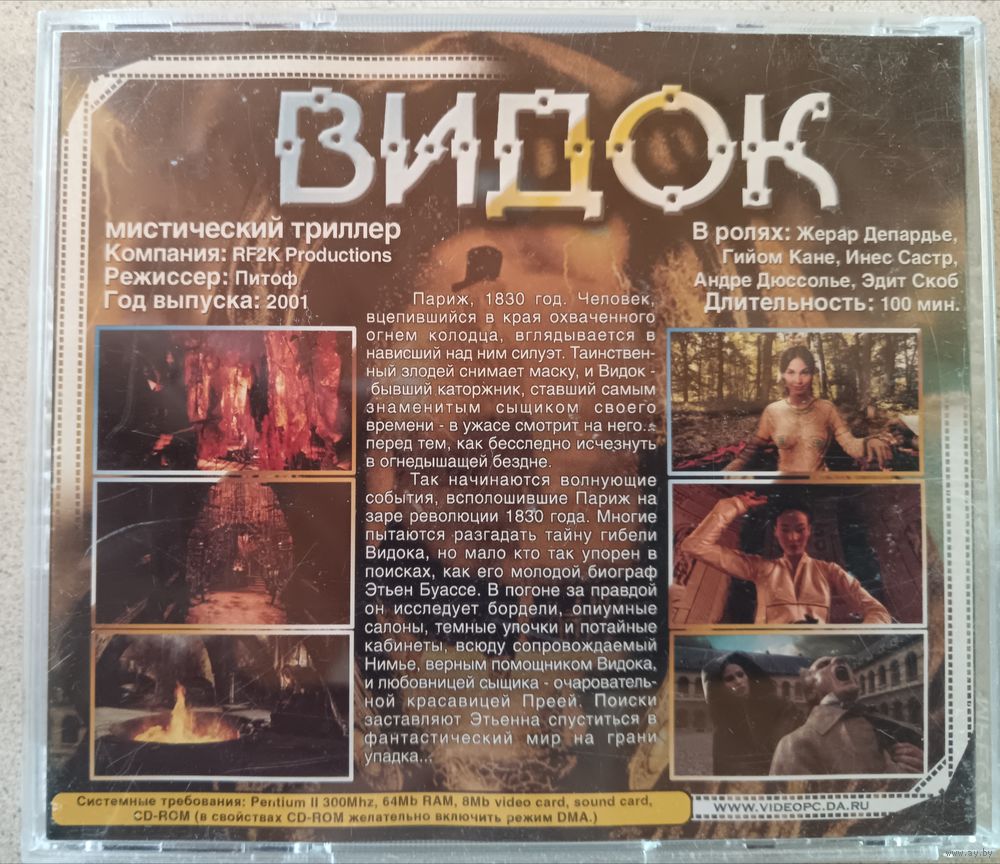 ВИДОК
мистический триллер
Компания: RF2K Productions
Режиссер: Питоф
Год выпуска: 2001
В ролях: Жерар Депардье,
Гийом Кане, Инес Састр,
Андре Дюссолье, Эдит Скоб
Длительность: 100 мин.
Париж, 1830 год. Человек,
вцепившийся в края охваченного
огнем колодца, вглядывается в
нависший над ним силуэт. Таинствен-
ный злодей снимает маску, и Видок -
бывший каторжник, ставший самым
знаменитым сыщиком своего
времени - в ужасе смотрит на него...
перед тем, как бесследно исчезнуть
в огнедышащей бездне.
Так начинаются волнующие
события, всполошившие Париж на
заре революции 1830 года. Многие
пытаются разгадать тайну гибели
Видока, но мало кто так упорен в
поисках, как его молодой биограф
Этьен Буассе. В погоне за правдой
он исследует бордели, опиумные
салоны, темные улочки и потайные
кабинеты, всюду сопровождаемый
Нимье, верным помощником Видока,
и любовницей сыщика - очарователь-
ной красавицей Преей. Поиски
заставляют Этьенна спуститься в
фантастический мир на грани
упадка...
Системные требования: Pentium II 300Mhz, 64Mb RAM, 8Mb video card, sound card,
CD-ROM (в свойствах CD-ROM желательно включить режим DMA.)
WWW.VIDEOPC.DA.RU
www.ay.by